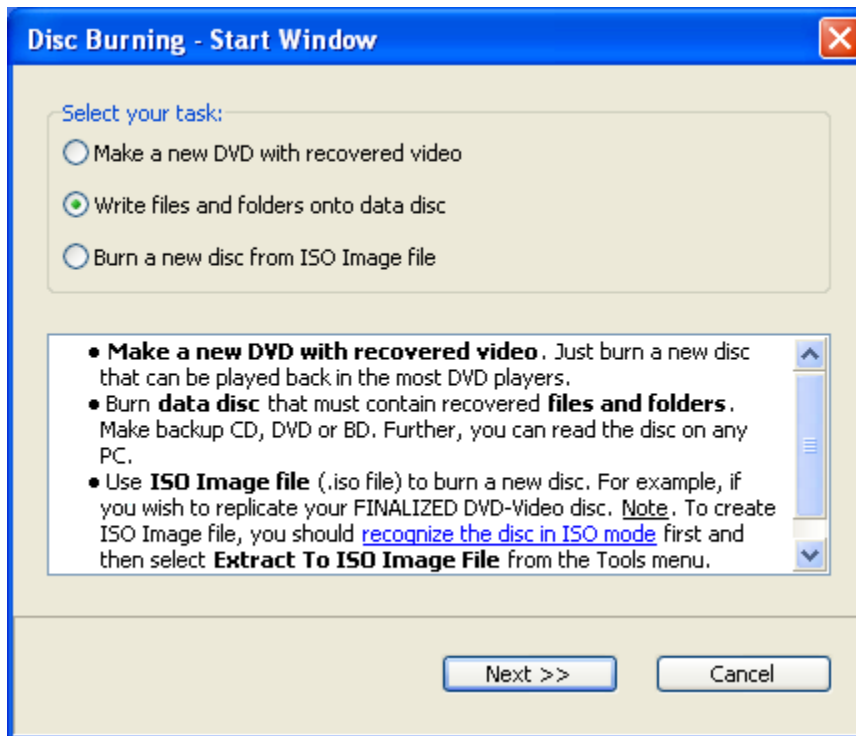 Disc Burning - Start Window
Select your task:
Make a new DVD with recovered video
Write files and folders onto data disc
Burn a new disc from ISO Image file
● Make a new DVD with recovered video. Just burn a new disc
that can be played back in the most DVD players.
● Burn data disc that must contain recovered files and folders.
Make backup CD, DVD or BD. Further, you can read the disc on any
PC.
● Use ISO Image file (.iso file) to burn a new disc. For example, if
you wish to replicate your FINALIZED DVD-Video disc. Note. To create
ISO Image file, you should recognize the disc in ISO mode first and
then select Extract To ISO Image File from the Tools menu.
Next >>
Cancel